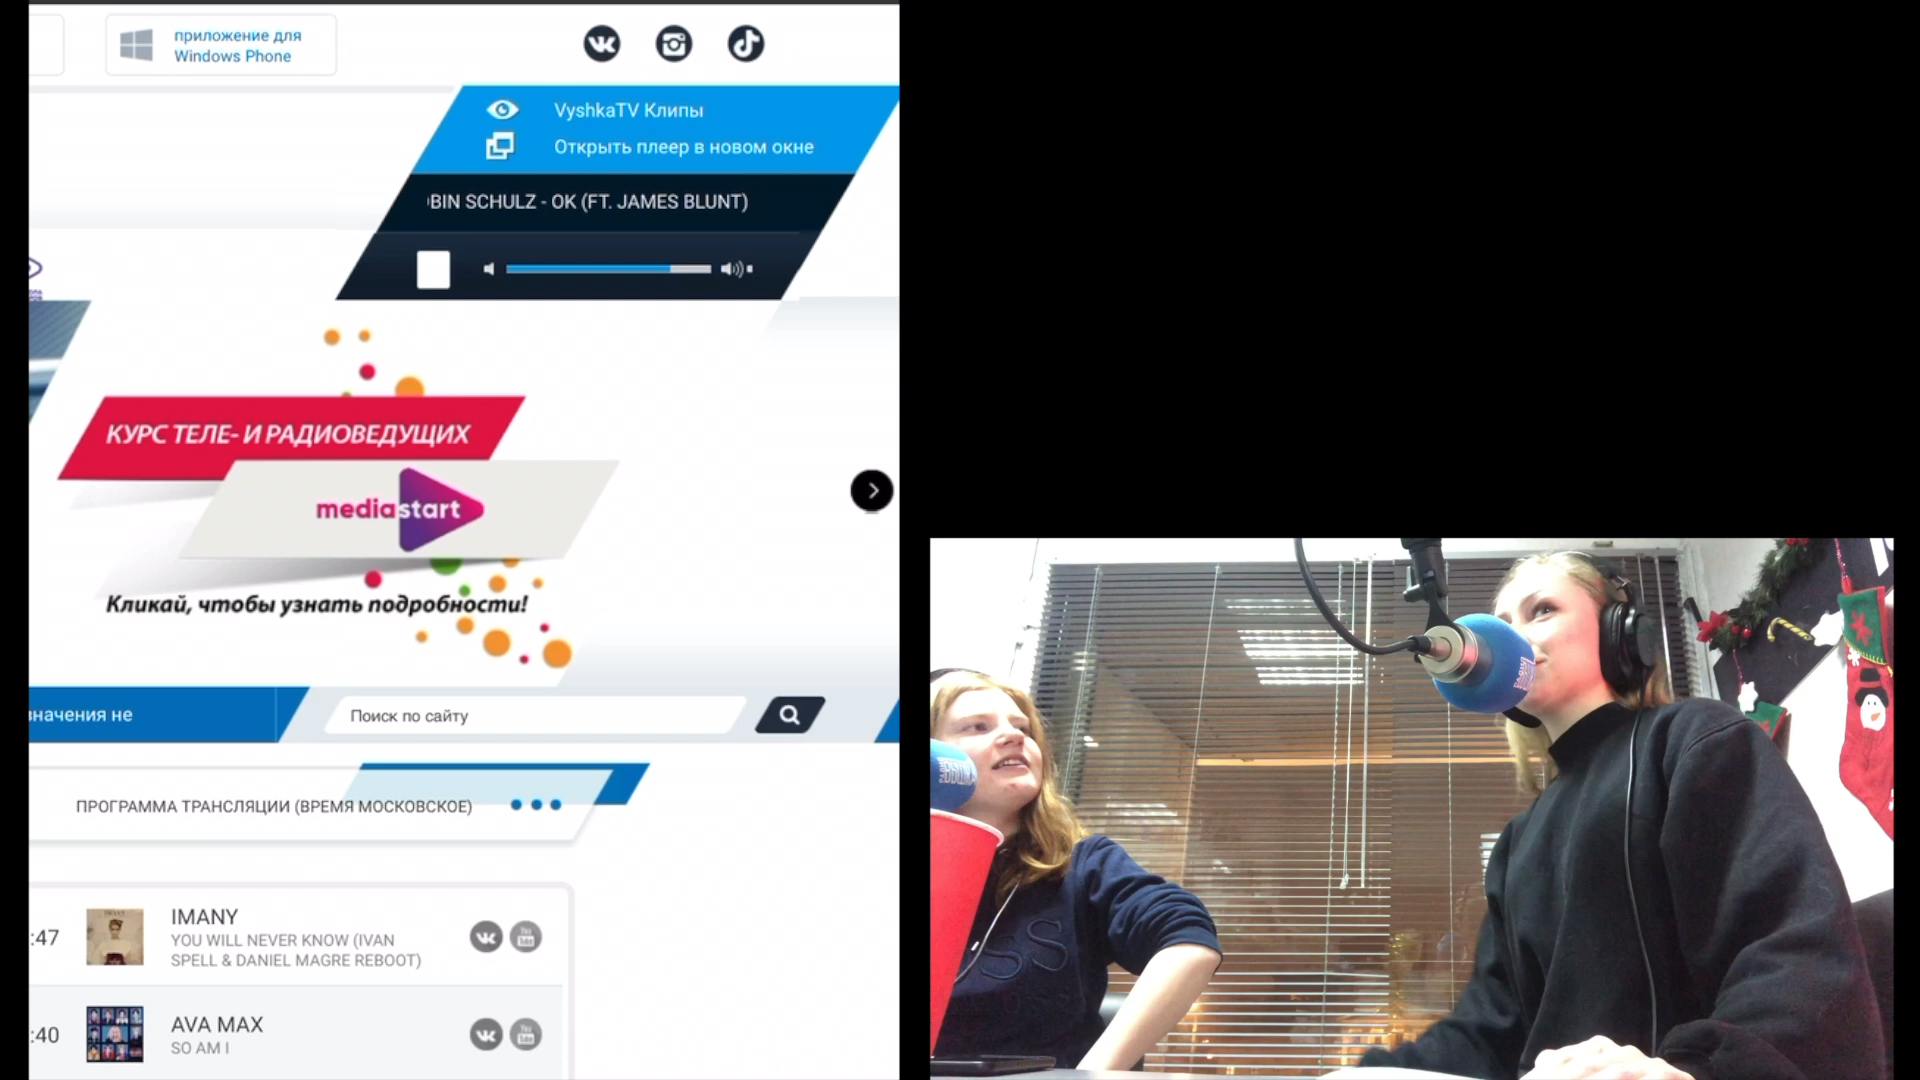 приложение для
Windows Phone
VyshkaTV Клипы
Открыть плеер в новом окне
BIN SCHULZ - OK (FT. JAMES BLUNT)
КУРС ТЕЛЕ- И РАДИОВЕДУЩИХ
mediastart
Кликай, чтобы узнать подробности!
значения не
Поиск по сайту
ПРОГРАММА ТРАНСЛЯЦИИ (ВРЕМЯ МОСКОВСКОЕ)
:47
IMANY
YOU WILL NEVER KNOW (IVAN
SPELL & DANIEL MAGRE REBOOT)
:40
AVA MAX
SO AM I